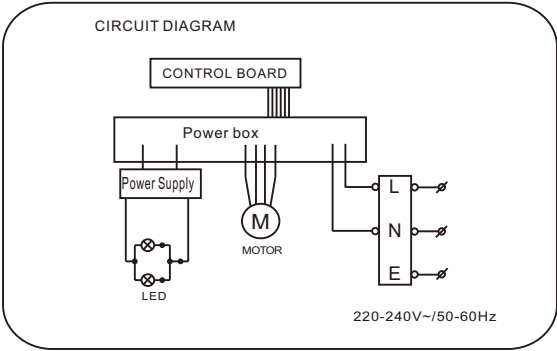 CIRCUIT DIAGRAM
CONTROL BOARD
Power box
Power Supply
L
M
N
MOTOR
E
LED
220-240V~/50-60Hz